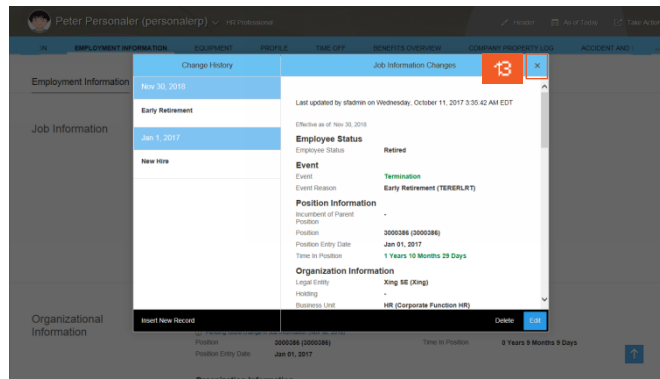 Peter Personaler (personalerp) HR Professional
Header As of Today Take Action
EMPLOYMENT INFORMATION EQUIPMENT PROFILE TIME OFF BENEFITS OVERVIEW COMPANY PROPERTY LOG ACCIDENT AND
Change History
Job Information Changes
13
×
Employment Information
Nov 30, 2018
Early Retirement
Job Information
Jan 1, 2017
New Hire
Last updated by sfadmin on Wednesday, October 11, 2017 3:35:42 AM EDT
Effective as of: Nov 30, 2018
Employee Status
Employee Status Retired
Event
Event Termination
Event Reason Early Retirement (TERERLRT)
Position Information
Incumbent of Parent Position -
Position 3000386 (3000386)
Position Entry Date Jan 01, 2017
Time In Position 1 Years 10 Months 29 Days
Organization Information
Legal Entity Xing SE (Xing)
Holding -
Business Unit HR (Corporate Function HR)
Insert New Record
Delete Edit
Organizational
Information
Position 3000386 (3000386) Time In Position 0 Years 9 Months 9 Days
Position Entry Date Jan 01, 2017